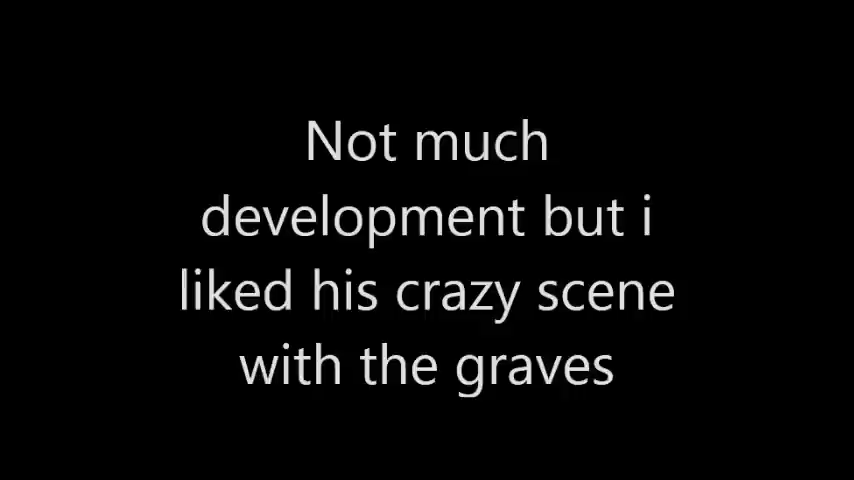 Not much
development but i
liked his crazy scene
with the graves